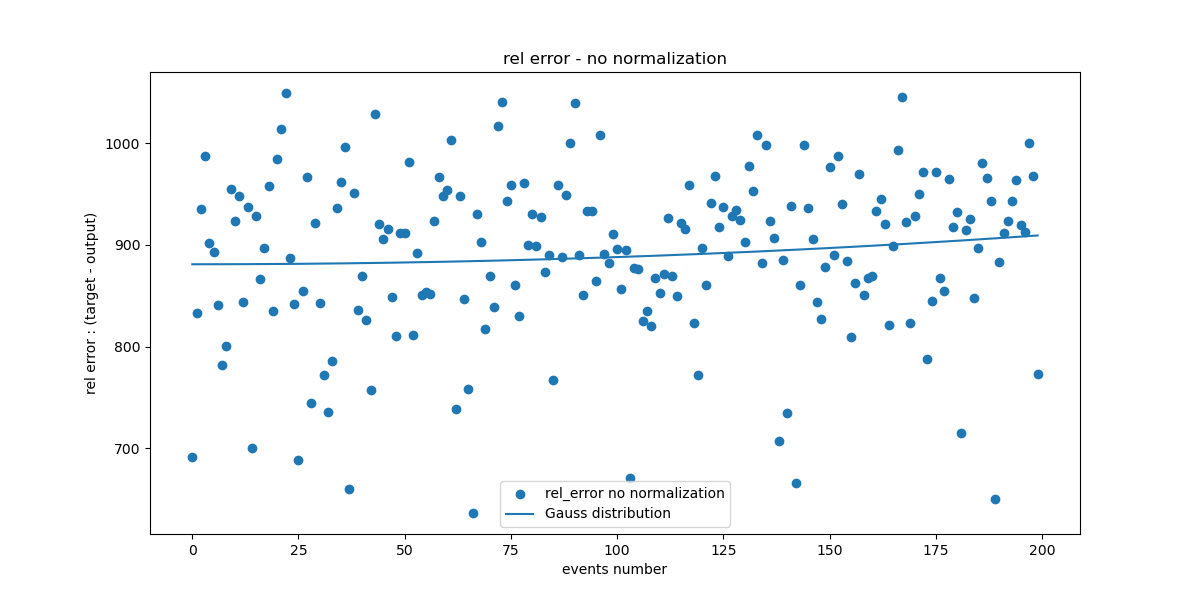 rel error - no normalization
rel error : (target - output)
1000
900
800
700
0 25 50 75 100 125 150 175 200
events number
rel_error no normalization
Gauss distribution